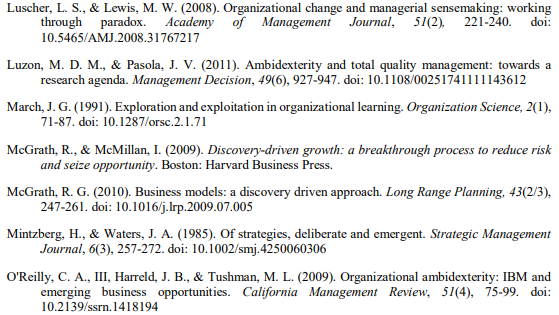 Luscher, L. S., & Lewis, M. W. (2008). Organizational change and managerial sensemaking: working
through paradox. Academy of Management Journal, 51(2), 221-240. doi:
10.5465/AMJ.2008.31767217
Luzon, M. D. M., & Pasola, J. V. (2011). Ambidexterity and total quality management: towards a
research agenda. Management Decision, 49(6), 927-947. doi: 10.1108/00251741111143612
March, J. G. (1991). Exploration and exploitation in organizational learning. Organization Science, 2(1),
71-87. doi: 10.1287/orsc.2.1.71
McGrath, R., & McMillan, I. (2009). Discovery-driven growth: a breakthrough process to reduce risk
and seize opportunity. Boston: Harvard Business Press.
McGrath, R. G. (2010). Business models: a discovery driven approach. Long Range Planning, 43(2/3),
247-261. doi: 10.1016/j.lrp.2009.07.005
Mintzberg, H., & Waters, J. A. (1985). Of strategies, deliberate and emergent. Strategic Management
Journal, 6(3), 257-272. doi: 10.1002/smj.4250060306
O'Reilly, C. A., III, Harreld, J. B., & Tushman, M. L. (2009). Organizational ambidexterity: IBM and
emerging business opportunities. California Management Review, 51(4), 75-99. doi:
10.2139/ssrn.1418194